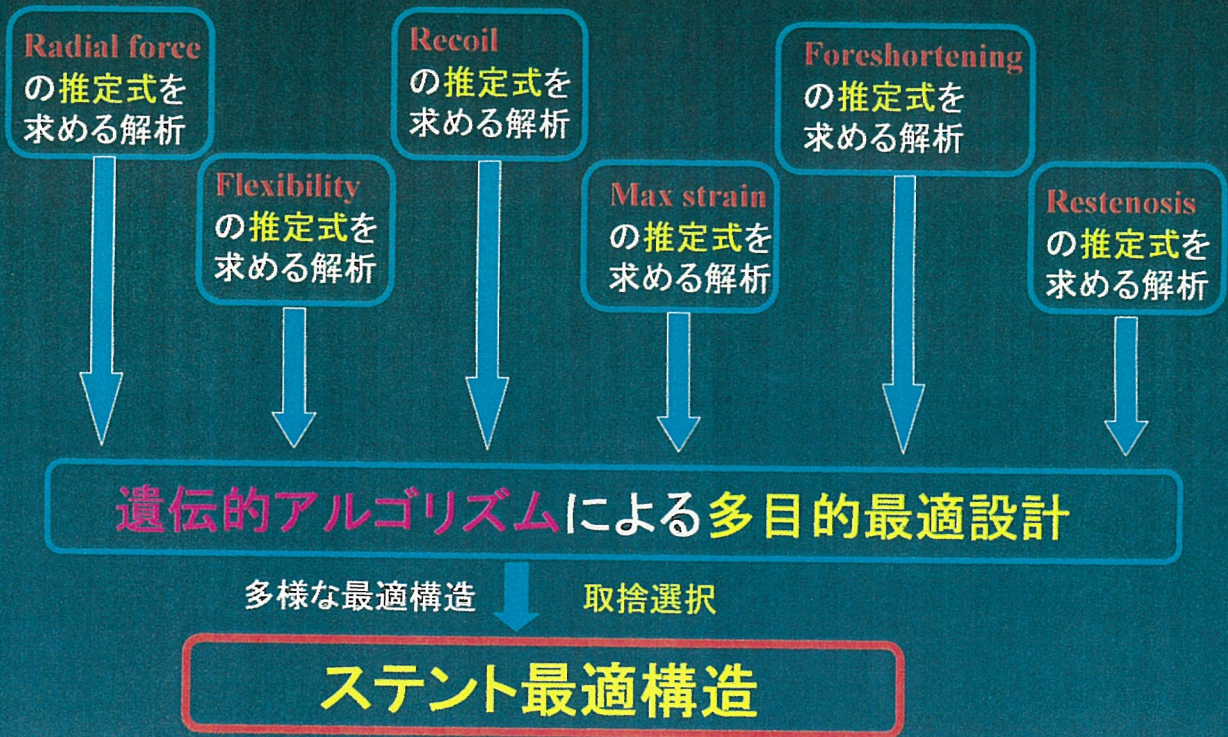 Radial force
の推定式を
求める解析
Flexibility
の推定式を
求める解析
Recoil
の推定式を
求める解析
Max strain
の推定式を
求める解析
Foreshortening
の推定式を
求める解析
Restenosis
の推定式を
求める解析
遺伝的アルゴリズムによる多目的最適設計
多様な最適構造 取捨選択
ステント最適構造